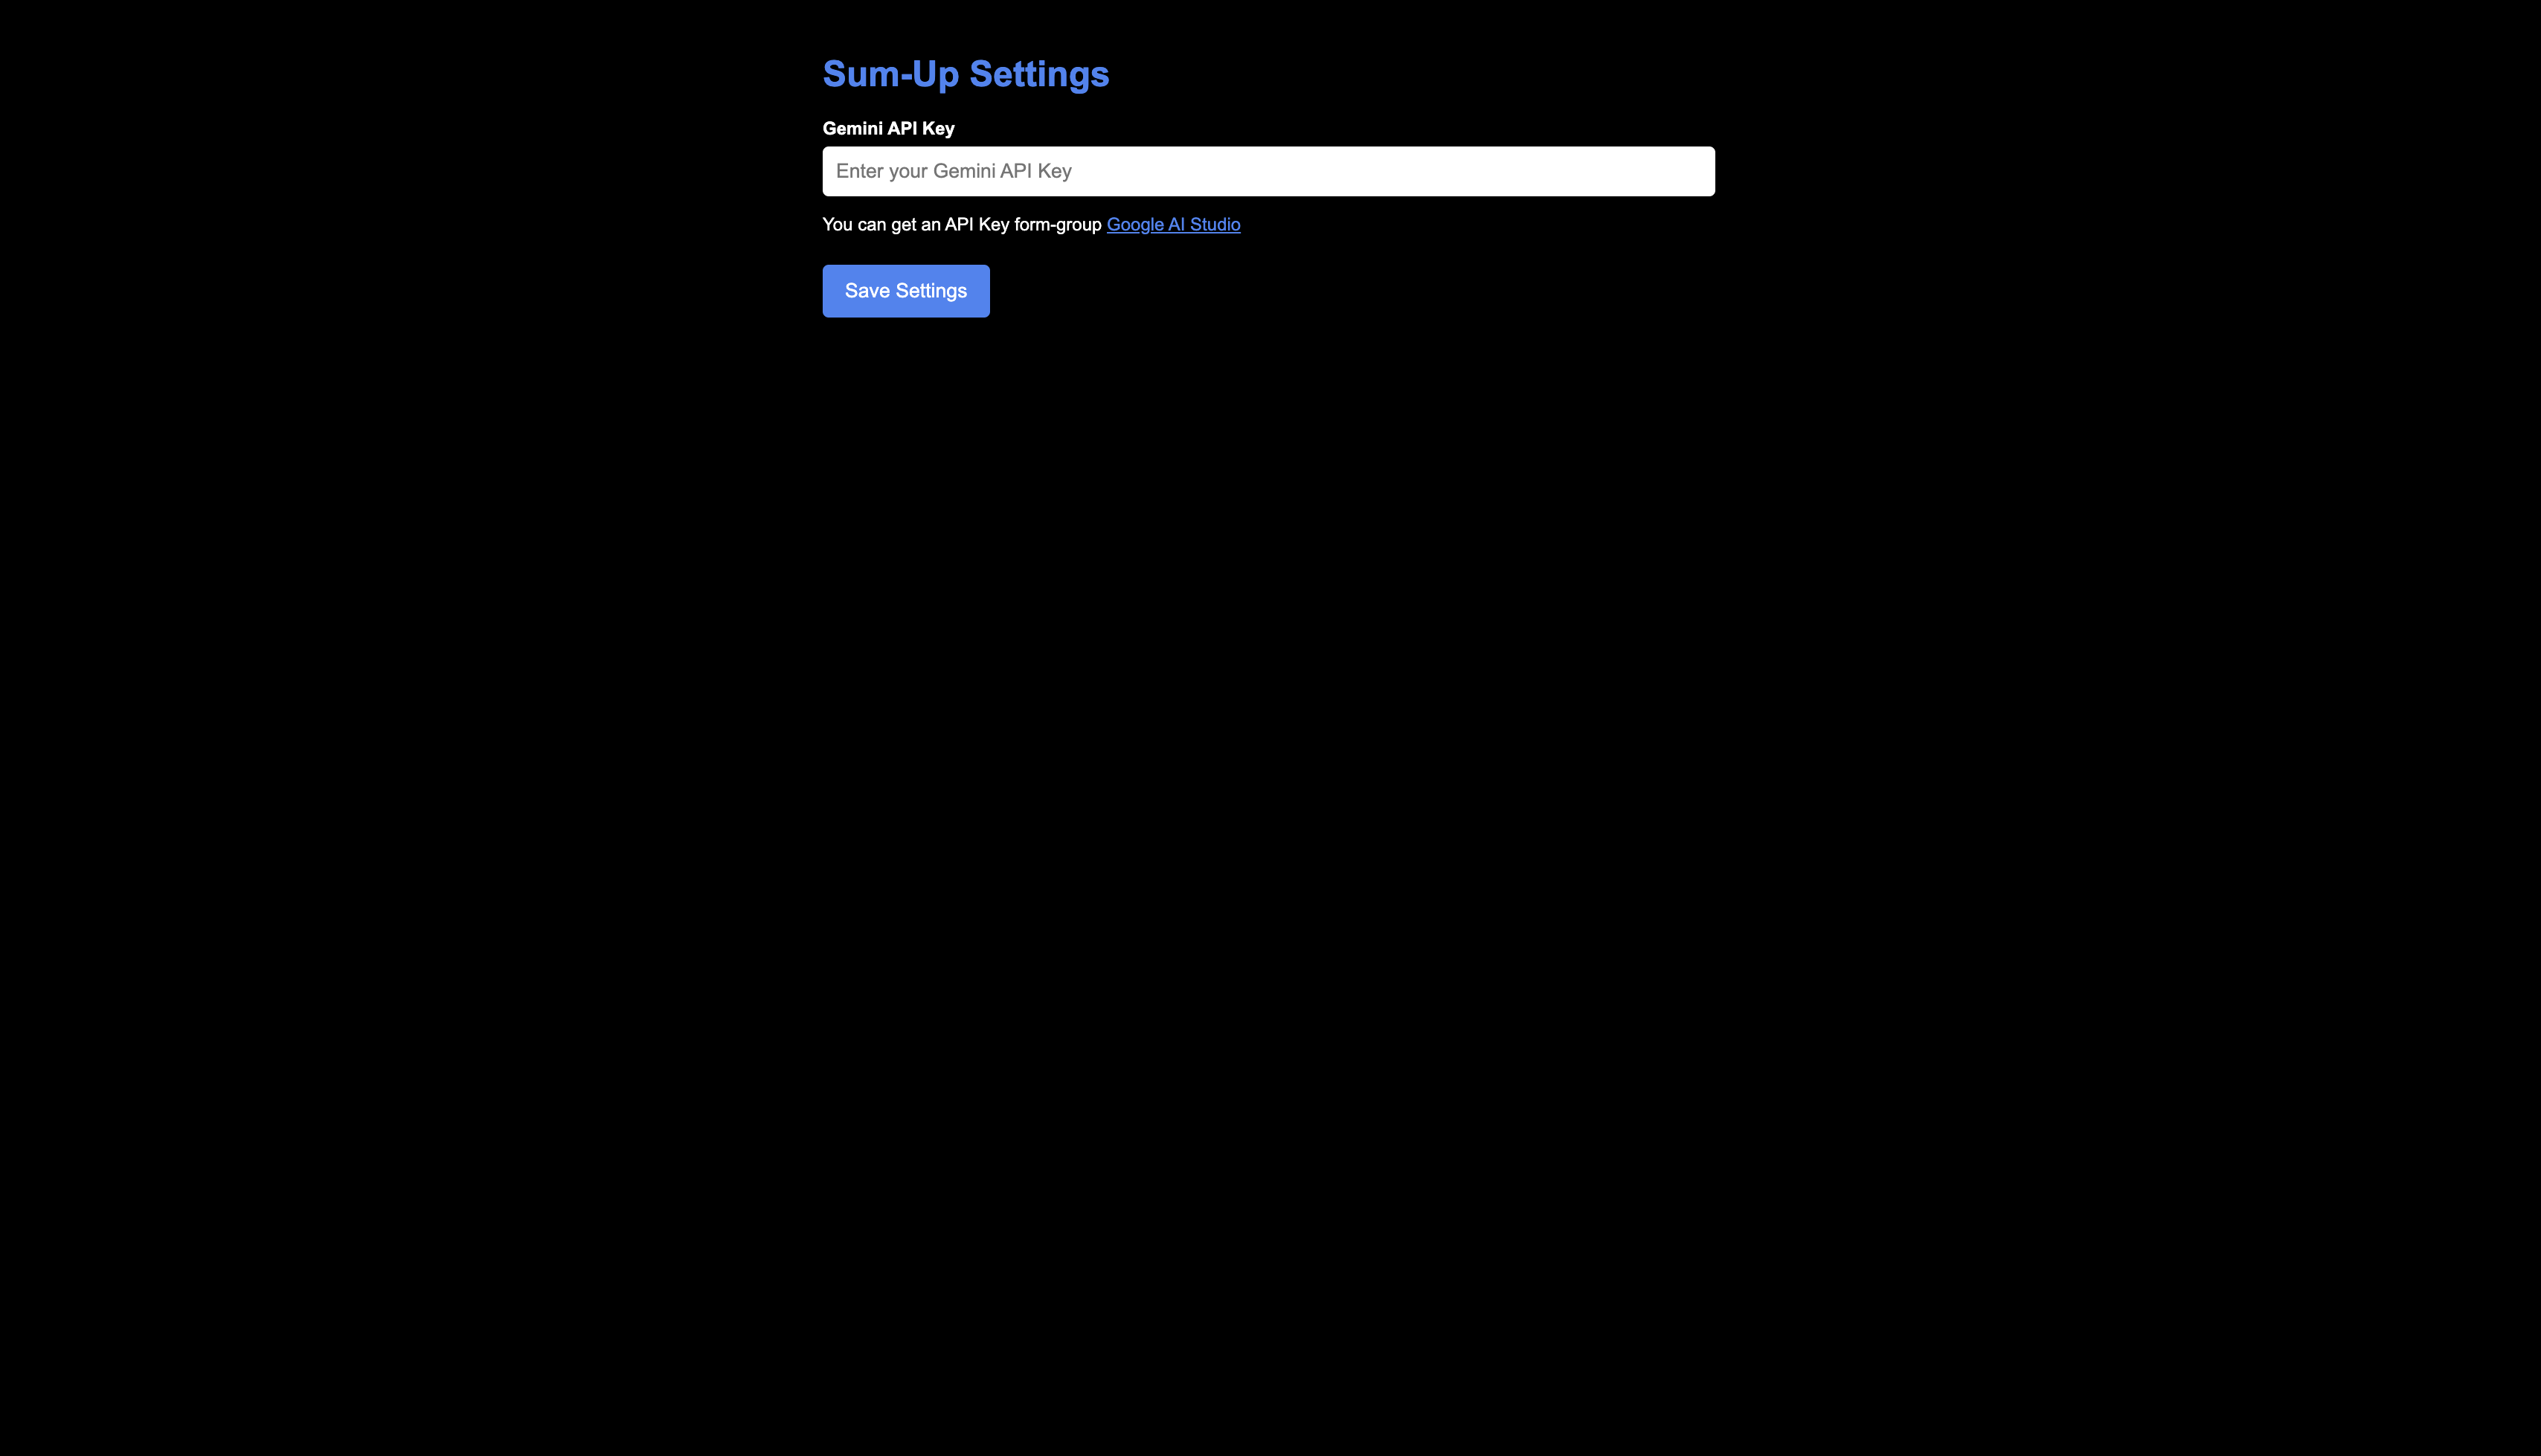 Sum-Up Settings
Gemini API Key
Enter your Gemini API Key
You can get an API Key form-group Google AI Studio
Save Settings